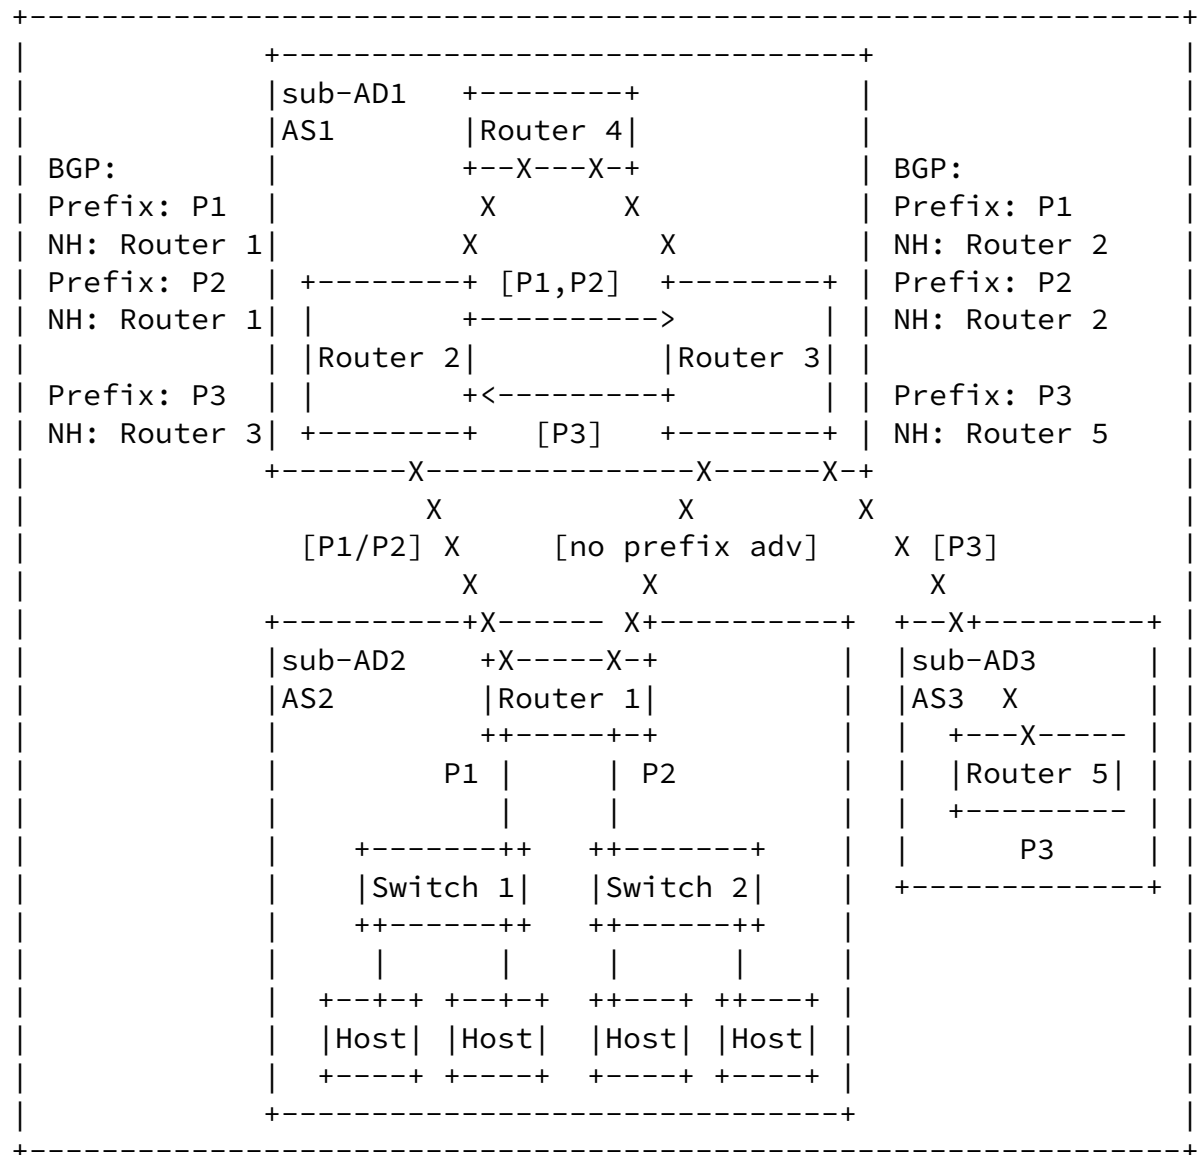 sub-AD1
AS1 Router 4
BGP: BGP:
Prefix: P1 Prefix: P1
NH: Router 1 NH: Router 2
Prefix: P2 [P1,P2] Prefix: P2
NH: Router 1 NH: Router 2
Router 2 Router 3
Prefix: P3 Prefix: P3
NH: Router 3 [P3] NH: Router 5
[P1/P2] [no prefix adv] [P3]
sub-AD2 sub-AD3
AS2 Router 1 AS3
P1 P2 Router 5
P3
Switch 1 Switch 2
Host Host Host Host